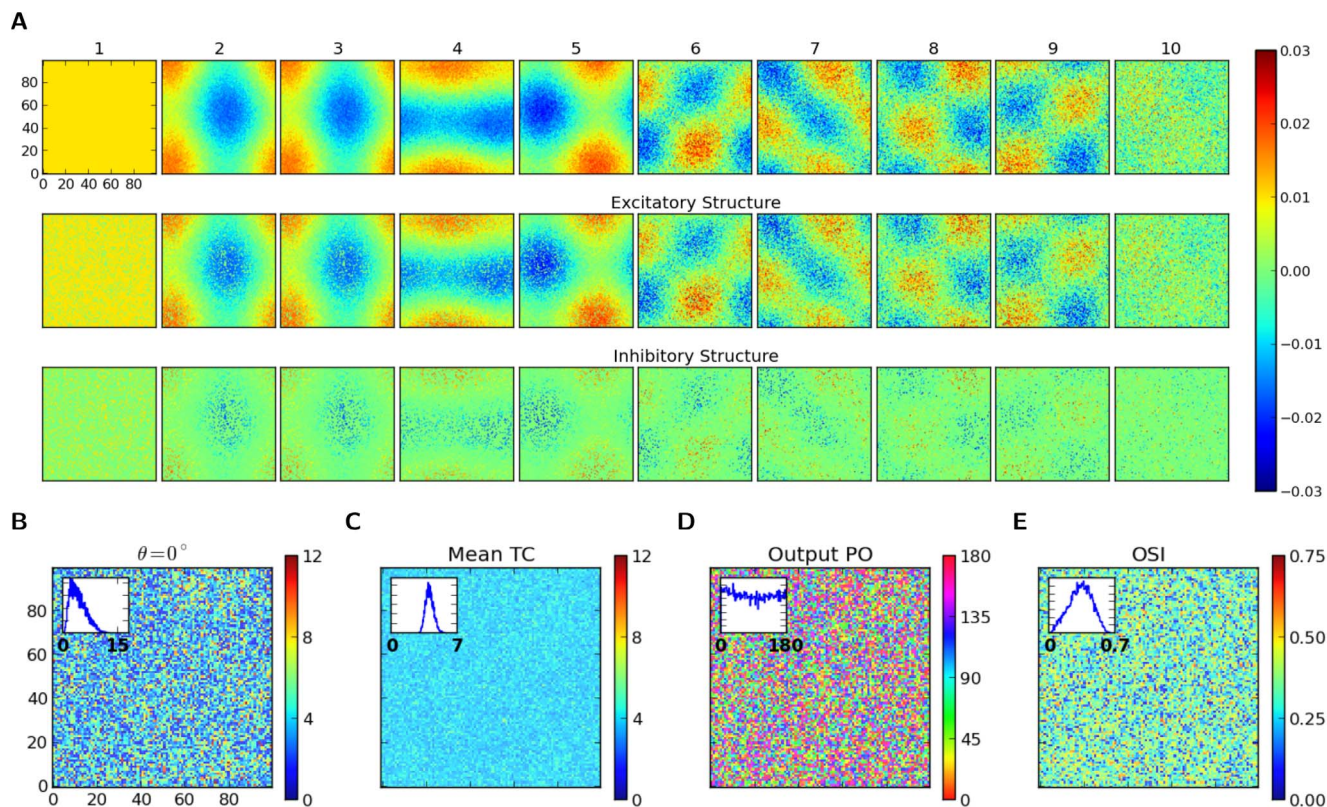 A
1 2 3 4 5 6 7 8 9 10
80
60
40
20
0
0 20 40 60 80
0.03
0.02
0.01
0.00
−0.01
−0.02
−0.03
Excitatory Structure
Inhibitory Structure
B
θ=0°
80
60
40
20
0
0 20 40 60 80 100
0 15
12
8
4
0
C
Mean TC
0 7
12
8
4
0
D
Output PO
0 180
180
135
90
45
0
E
OSI
0 0.7
0.75
0.50
0.25
0.00